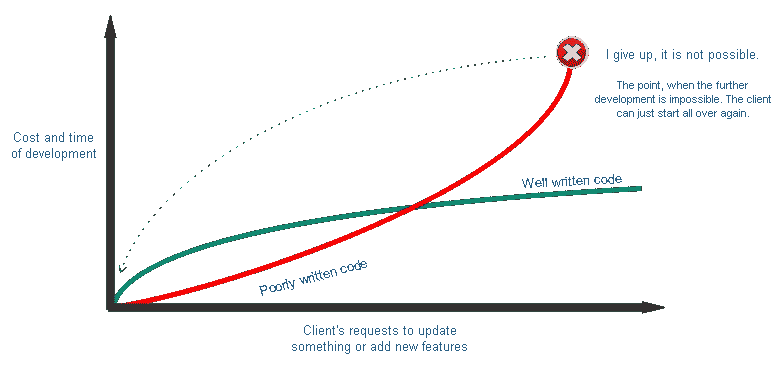 I give up, it is not possible.
The point, when the further
development is impossible. The client
can just start all over again.
Cost and time
of development
Well written code
Poorly written code
Client's requests to update
something or add new features